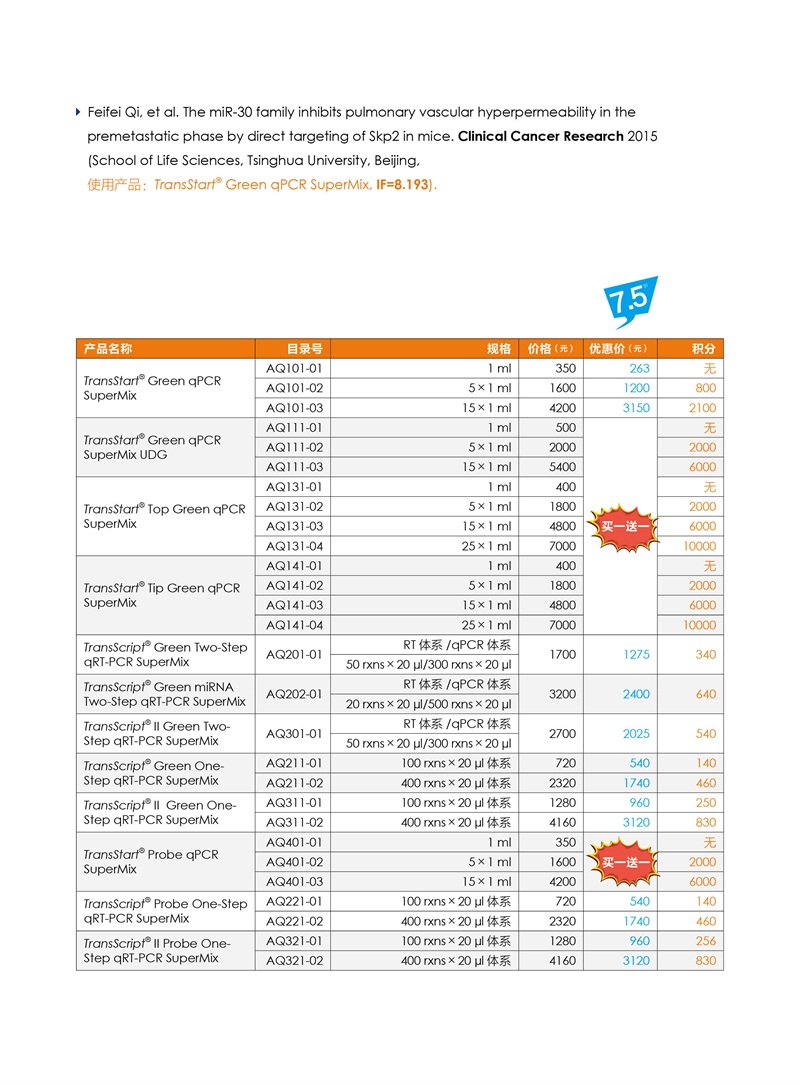 Feifei Qi, et al. The miR-30 family inhibits pulmonary vascular hyperpermeability in the
premetastatic phase by direct targeting of Skp2 in mice. Clinical Cancer Research 2015
(School of Life Sciences, Tsinghua University, Beijing,
使用产品：TransStart® Green qPCR SuperMix, IF=8.193).
7.5折
产品名称 目录号 规格 价格（元） 优惠价（元） 积分
TransStart® Green qPCR
SuperMix
AQ101-01 1 ml 350 263 无
AQ101-02 5×1 ml 1600 1200 800
AQ101-03 15×1 ml 4200 3150 2100
TransStart® Green qPCR
SuperMix UDG
AQ111-01 1 ml 500 无
AQ111-02 5×1 ml 2000 2000
AQ111-03 15×1 ml 5400 6000
TransStart® Top Green qPCR
SuperMix
AQ131-01 1 ml 400 无
AQ131-02 5×1 ml 1800 2000
买一送一
AQ131-03 15×1 ml 4800 6000
AQ131-04 25×1 ml 7000 10000
TransStart® Tip Green qPCR
SuperMix
AQ141-01 1 ml 400 无
AQ141-02 5×1 ml 1800 2000
AQ141-03 15×1 ml 4800 6000
AQ141-04 25×1 ml 7000 10000
TransScript® Green Two-Step
qRT-PCR SuperMix
AQ201-01 RT 体系 /qPCR 体系 1700 1275 340
50 rxns×20 μl/300 rxns×20 μl
TransScript® Green miRNA
Two-Step qRT-PCR SuperMix
AQ202-01 RT 体系 /qPCR 体系 3200 2400 640
20 rxns×20 μl/500 rxns×20 μl
TransScript® II Green Two-
Step qRT-PCR SuperMix
AQ301-01 RT 体系 /qPCR 体系 2700 2025 540
50 rxns×20 μl/300 rxns×20 μl
TransScript® Green One-
Step qRT-PCR SuperMix
AQ211-01 100 rxns×20 μl 体系 720 540 140
AQ211-02 400 rxns×20 μl 体系 2320 1740 460
TransScript® II Green One-
Step qRT-PCR SuperMix
AQ311-01 100 rxns×20 μl 体系 1280 960 250
AQ311-02 400 rxns×20 μl 体系 4160 3120 830
TransStart® Probe qPCR
SuperMix
AQ401-01 1 ml 350 无
AQ401-02 5×1 ml 1600 买一送一 2000
AQ401-03 15×1 ml 4200 6000
TransScript® Probe One-Step
qRT-PCR SuperMix
AQ221-01 100 rxns×20 μl 体系 720 540 140
AQ221-02 400 rxns×20 μl 体系 2320 1740 460
TransScript® II Probe One-
Step qRT-PCR SuperMix
AQ321-01 100 rxns×20 μl 体系 1280 960 256
AQ321-02 400 rxns×20 μl 体系 4160 3120 830